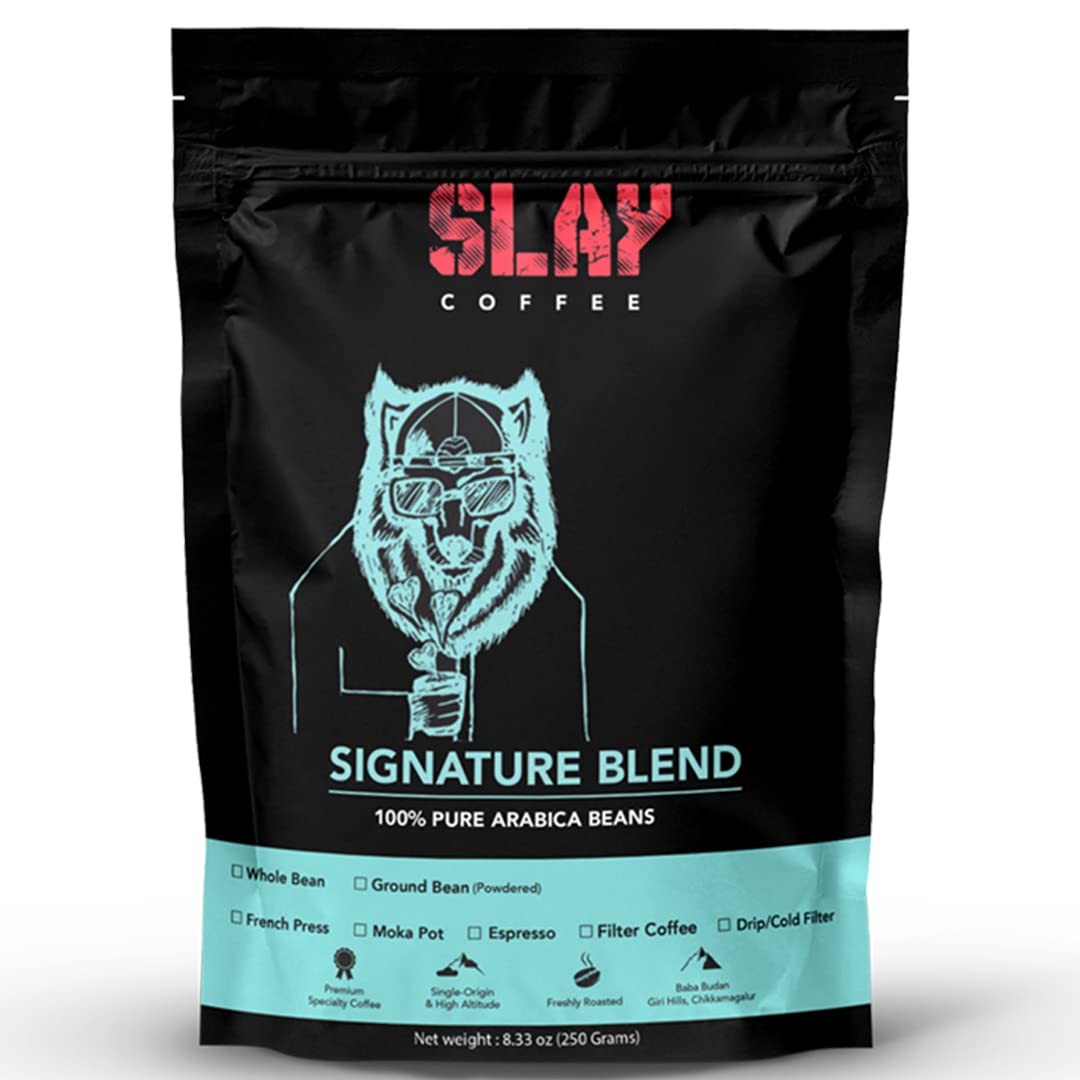 SLAY
COFFEE
SIGNATURE BLEND
100% PURE ARABICA BEANS
☐ Whole Bean ☐ Ground Bean (Powdered)
☐ French Press ☐ Moka Pot ☐ Espresso ☐ Filter Coffee ☐ Drip/Cold Filter
Premium
Specialty Coffee
Single-Origin
& High Altitude
Freshly Roasted
Baba Budan
Giri Hills, Chikkamagalur
Net weight : 8.33 oz (250 Grams)